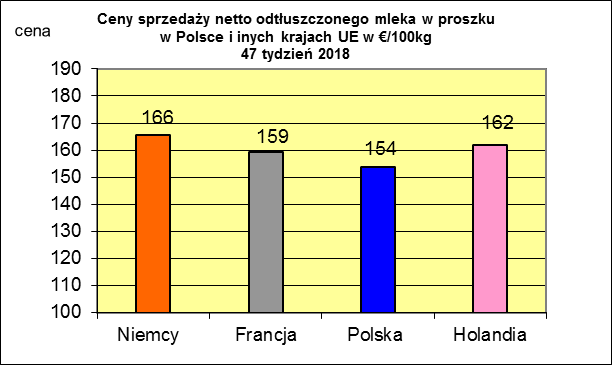 Ceny sprzedaży netto odtłuszczonego mleka w proszku
w Polsce i inych krajach UE w €/100kg
47 tydzień 2018
cena
190
180
170
160
150
140
130
120
110
100
166
159
154
162
Niemcy Francja Polska Holandia